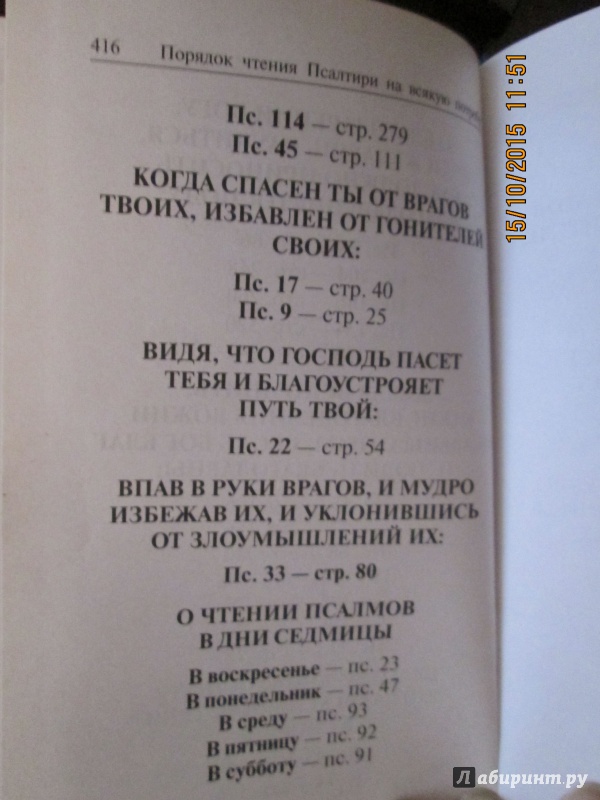 416 Порядок чтения Псалтири на всякую
Пс. 114 — стр. 279
Пс. 45 — стр. 111
КОГДА СПАСЕН ТЫ ОТ ВРАГОВ
ТВОИХ, ИЗБАВЛЕН ОТ ГОНИТЕЛЕЙ
СВОИХ:
Пс. 17 — стр. 40
Пс. 9 — стр. 25
ВИДЯ, ЧТО ГОСПОДЬ ПАСЕТ
ТЕБЯ И БЛАГОУСТРОЯЕТ
ПУТЬ ТВОЙ:
Пс. 22 — стр. 54
ВПАВ В РУКИ ВРАГОВ, И МУДРО
ИЗБЕЖАВ ИХ, И УКЛОНИВШИСЬ
ОТ ЗЛОУМЫШЛЕНИЙ ИХ:
Пс. 33 — стр. 80
О ЧТЕНИИ ПСАЛМОВ
В ДНИ СЕДМИЦЫ
В воскресенье — пс. 23
В понедельник — пс. 47
В среду — пс. 93
В пятницу — пс. 92
В субботу — пс. 91
15/10/2015 11:51
Лабиринт.ру